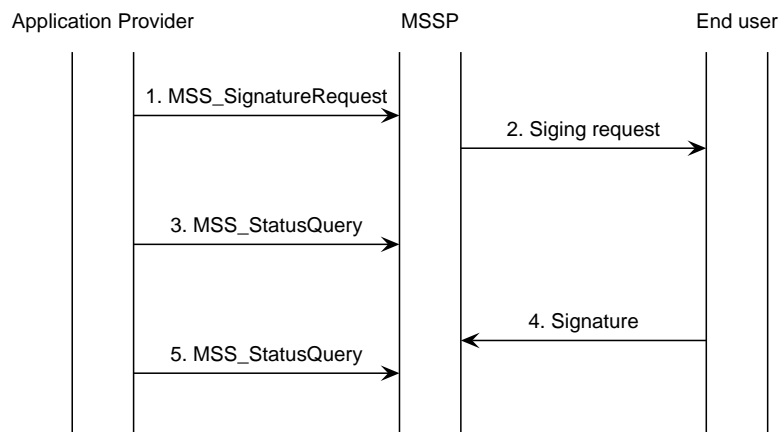 Application Provider
MSSP
End user
1. MSS_SignatureRequest
2. Siging request
3. MSS_StatusQuery
4. Signature
5. MSS_StatusQuery